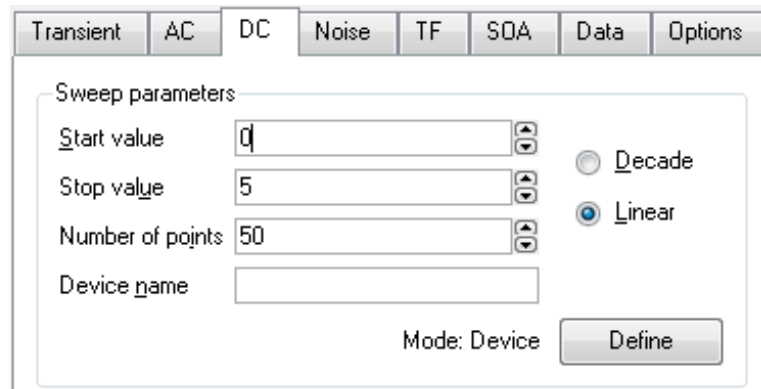 Transient AC DC Noise TF SOA Data Options
Sweep parameters
Start value 0
Decade
Stop value 5
Linear
Number of points 50
Device name
Mode: Device Define